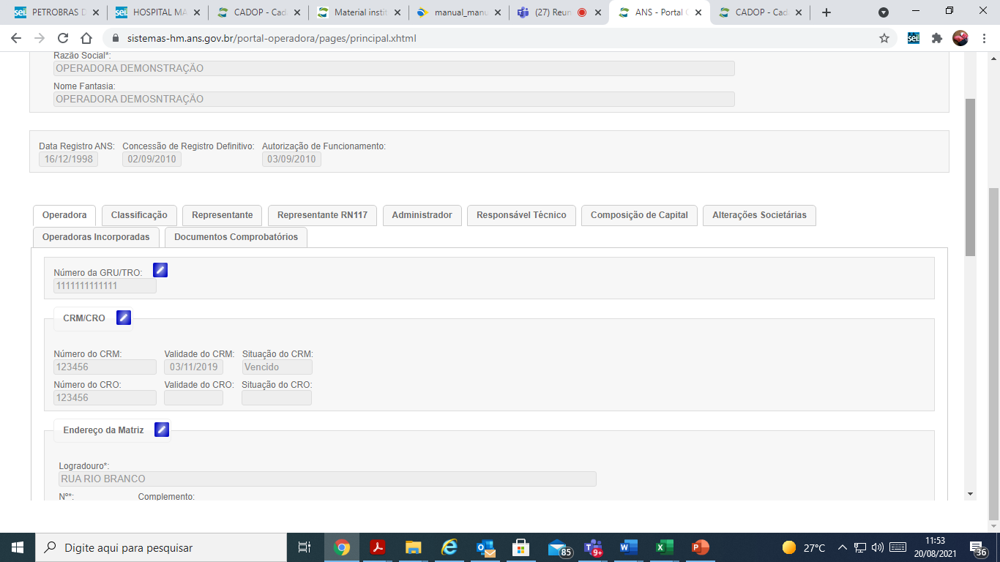 PETROBRAS D
HOSPITAL MA
CADOP - Cad
Material instit
manual_manu
(27) Reun
ANS - Portal O
CADOP - Cad
sistemas-hm.ans.gov.br/portal-operadora/pages/principal.xhtml
sei!
Razão Social*:
OPERADORA DEMONSTRAÇÃO
Nome Fantasia:
OPERADORA DEMOSNTRAÇÃO
Data Registro ANS: Concessão de Registro Definitivo: Autorização de Funcionamento:
16/12/1998 02/09/2010 03/09/2010
Operadora Classificação Representante Representante RN117 Administrador Responsável Técnico Composição de Capital Alterações Societárias
Operadoras Incorporadas Documentos Comprobatórios
Número da GRU/TRO:
1111111111111
CRM/CRO
Número do CRM: Validade do CRM: Situação do CRM:
123456 03/11/2019 Vencido
Número do CRO: Validade do CRO: Situação do CRO:
123456
Endereço da Matriz
Logradouro*:
RUA RIO BRANCO
Nº*: Complemento:
Digite aqui para pesquisar
85
9+
27°C
11:53
20/08/2021
36